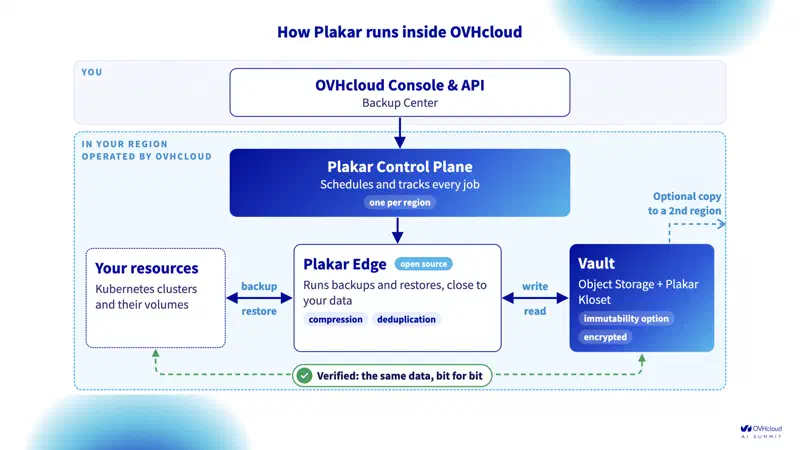 How Plakar runs inside OVHcloud
YOU
OVHcloud Console & API
Backup Center
IN YOUR REGION
OPERATED BY OVHCLOUD
Plakar Control Plane
Schedules and tracks every job
one per region
Optional copy
to a 2nd region
Your resources
Kubernetes clusters
and their volumes
backup
restore
Plakar Edge
open source
Runs backups and restores, close to
your data
compression
deduplication
write
read
Vault
Object Storage + Plakar
Kloset
immutability option
encrypted
Verified: the same data, bit for bit
OVHcloud
AI SUMMIT